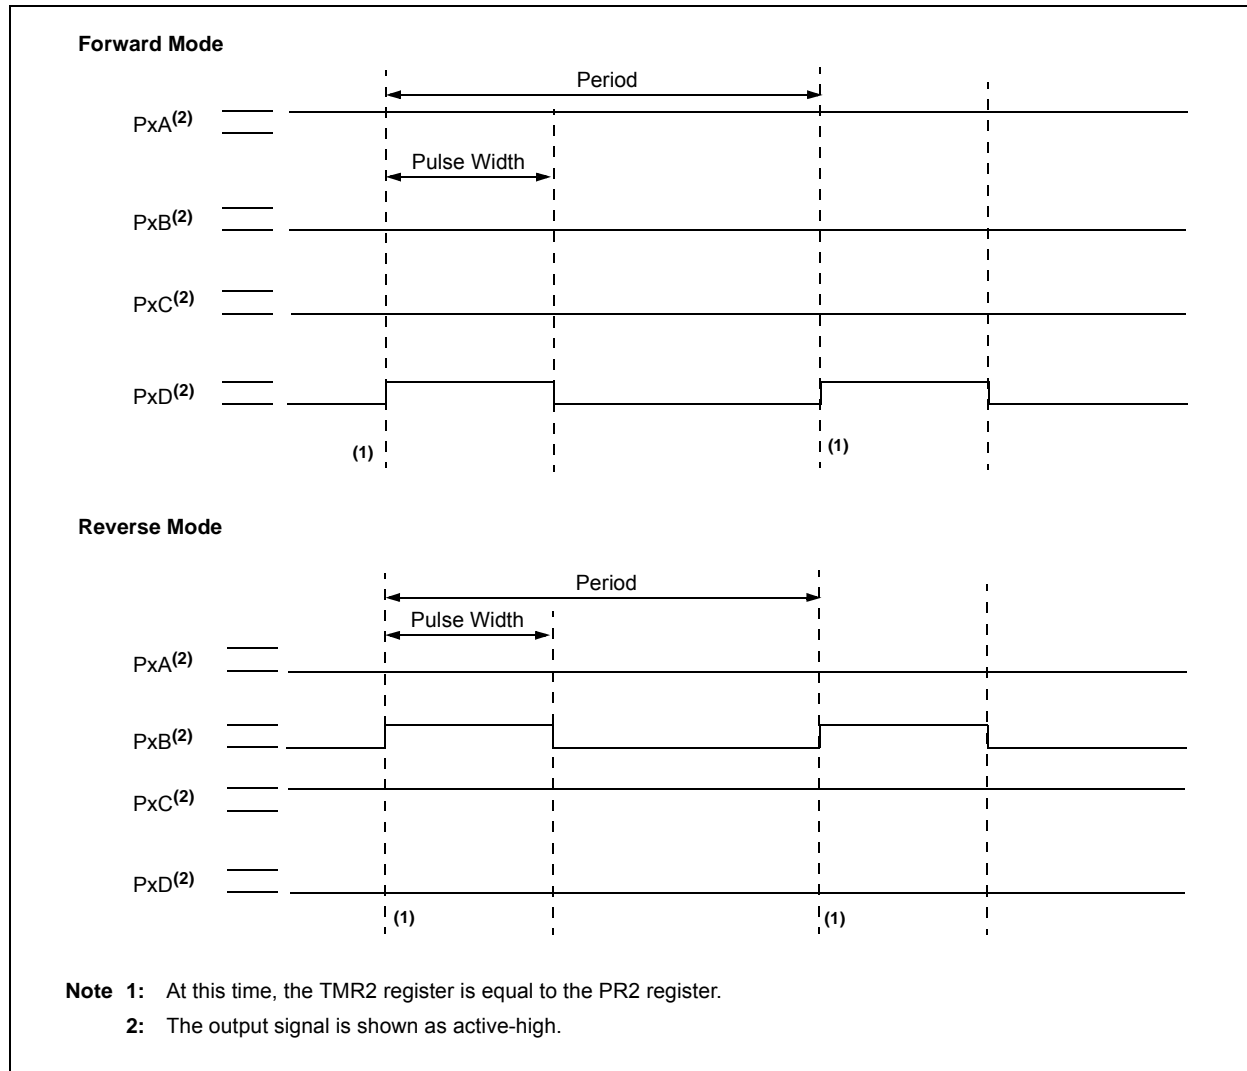 Forward Mode
Period
PxA(2)
Pulse Width
PxB(2)
PxC(2)
PxD(2)
(1)
(1)
Reverse Mode
Period
Pulse Width
PxA(2)
PxB(2)
PxC(2)
PxD(2)
(1)
(1)
Note 1: At this time, the TMR2 register is equal to the PR2 register.
2: The output signal is shown as active-high.